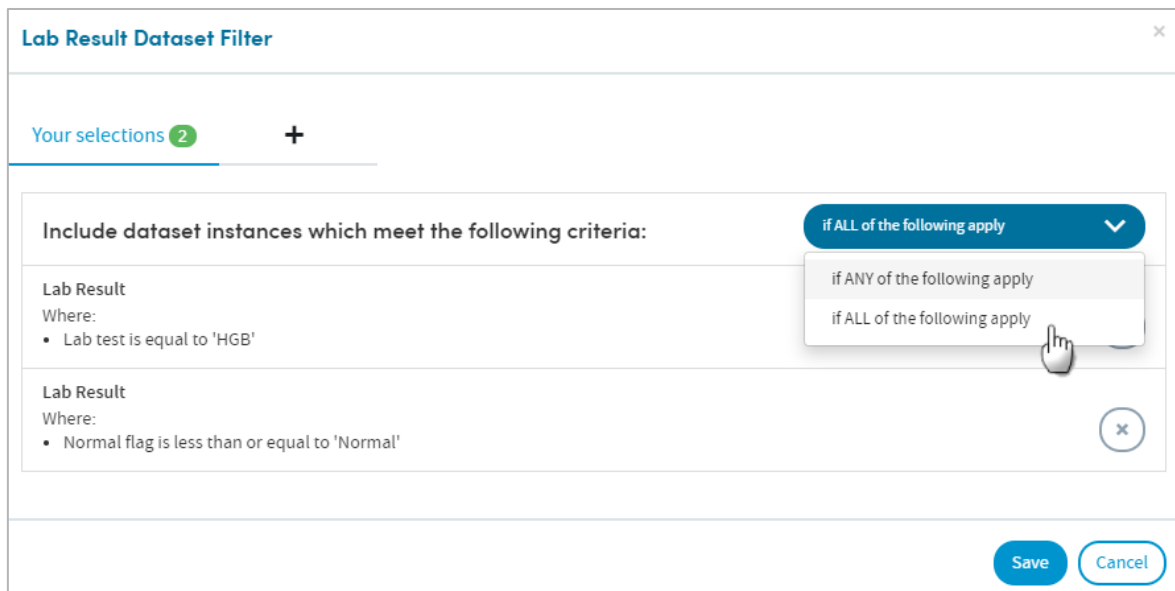 Lab Result Dataset Filter
×
Your selections 2 +
Include dataset instances which meet the following criteria:
if ALL of the following apply
if ANY of the following apply
if ALL of the following apply
Lab Result
Where:
• Lab test is equal to 'HGB'
Lab Result
Where:
• Normal flag is less than or equal to 'Normal'
×
Save Cancel